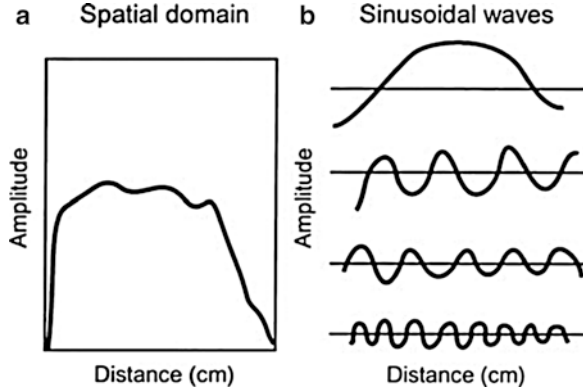 a Spatial domain
Amplitude
Distance (cm)
b Sinusoidal waves
Amplitude
Distance (cm)